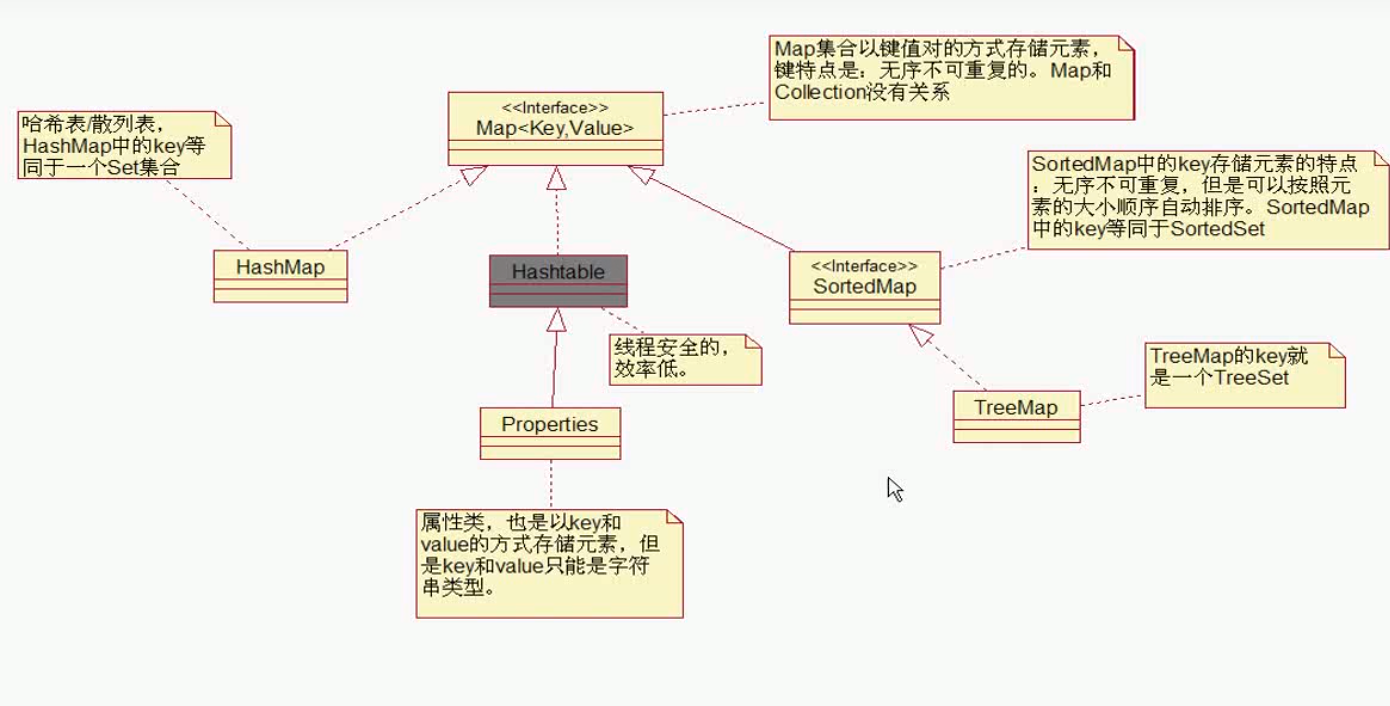 Map集合以键值对的方式存储元素，
键特点是：无序不可重复的。Map和
Collection没有关系
<<Interface>>
Map<Key,Value>
哈希表/散列表，
HashMap中的key等
同于一个Set集合
SortedMap中的key存储元素的特点
：无序不可重复，但是可以按照元
素的大小顺序自动排序。SortedMap
中的key等同于SortedSet
HashMap
Hashtable
<<Interface>>
SortedMap
线程安全的，
效率低。
TreeMap的key就
是一个TreeSet
TreeMap
Properties
属性类，也是以key和
value的方式存储元素，但
是key和value只能是字符
串类型。